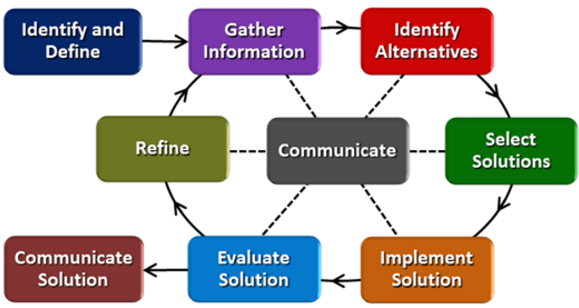 Identify and
Define
Gather
Information
Identify
Alternatives
Refine
Communicate
Select
Solutions
Communicate
Solution
Evaluate
Solution
Implement
Solution